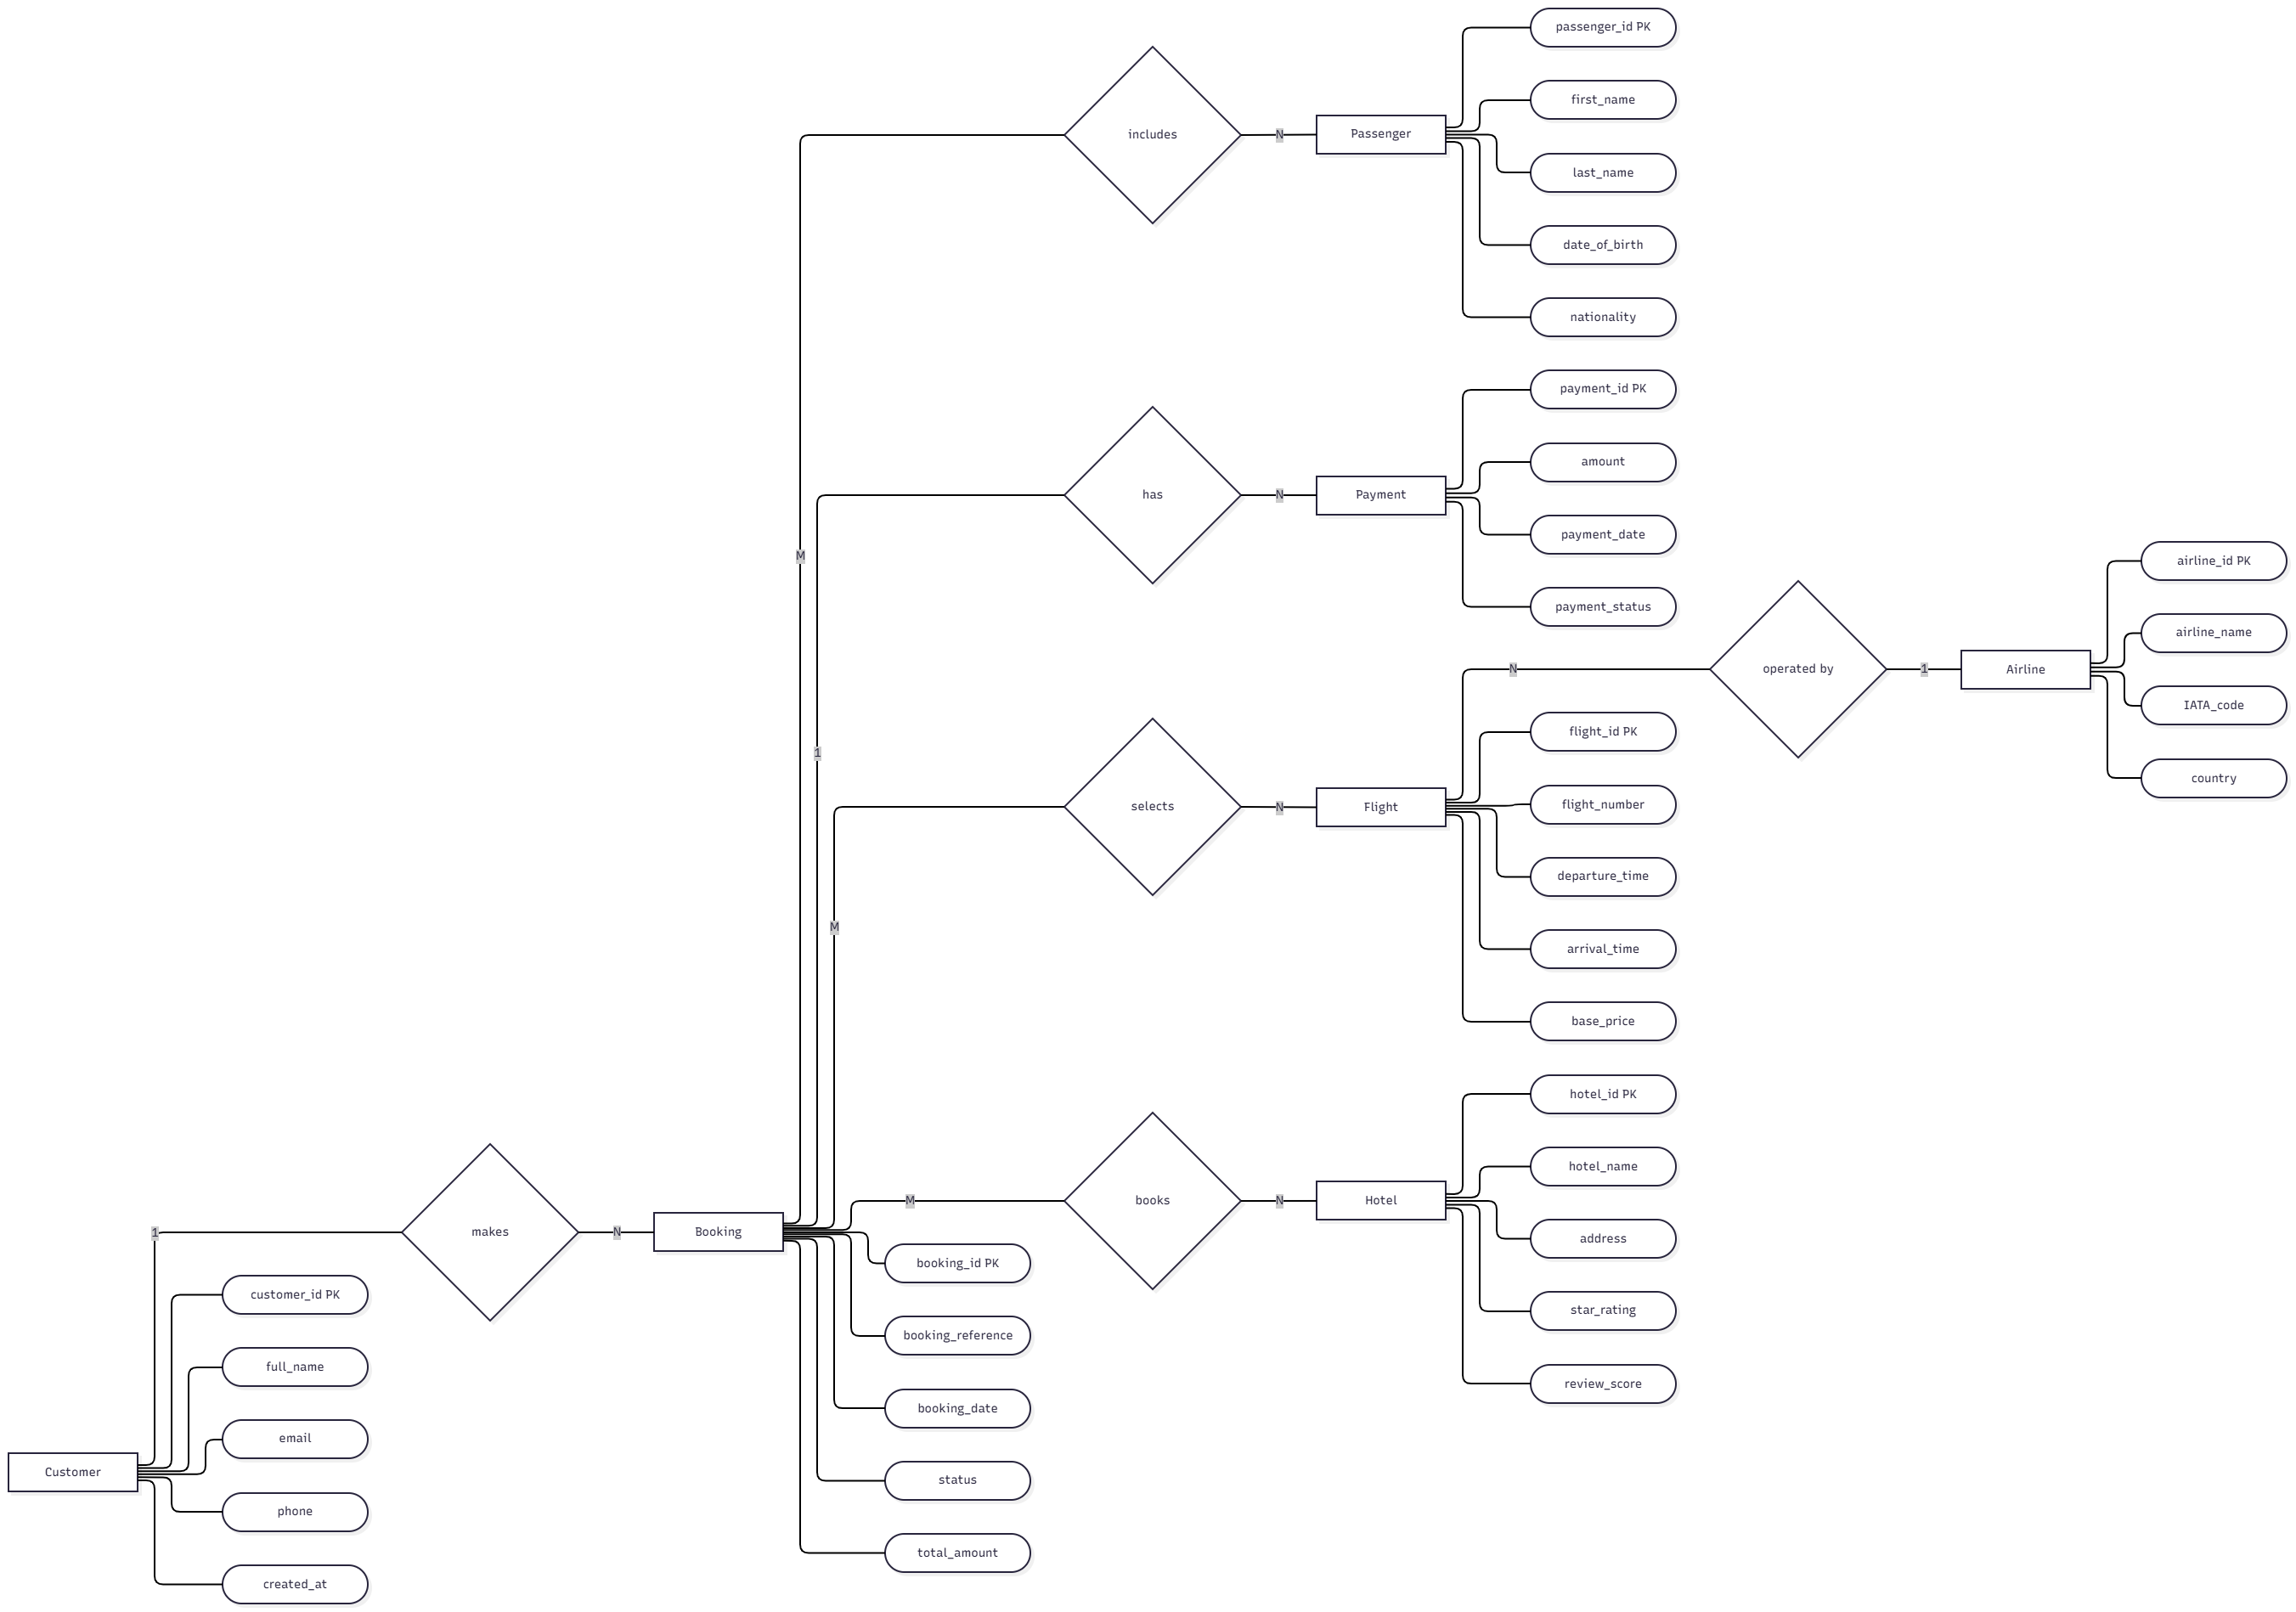 passenger_id PK
first_name
includes
N
Passenger
last_name
date_of_birth
nationality
payment_id PK
amount
has
N
Payment
payment_date
M
payment_status
airline_id PK
airline_name
N
operated by
1
Airline
IATA_code
flight_id PK
1
country
selects
N
Flight
flight_number
departure_time
M
arrival_time
base_price
hotel_id PK
hotel_name
M
books
N
Hotel
1
makes
N
Booking
address
booking_id PK
customer_id PK
star_rating
booking_reference
full_name
review_score
booking_date
email
Customer
status
phone
total_amount
created_at